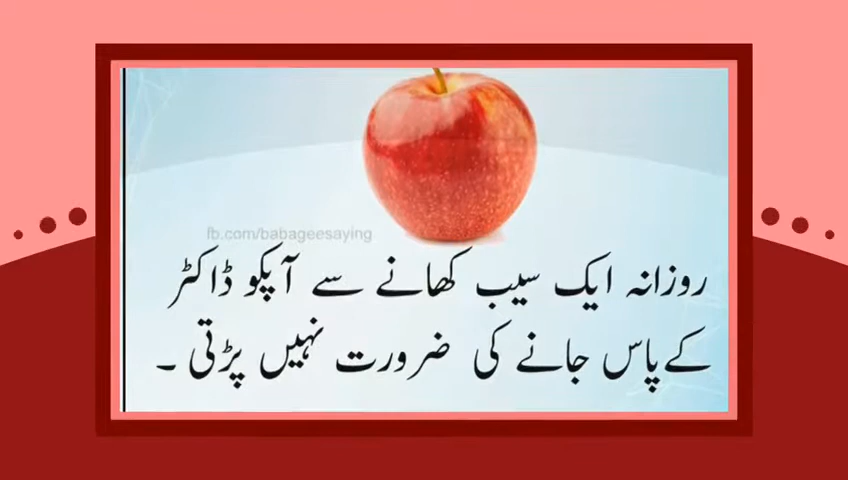 fb.com/babageesaying
روزانہ ایک سیب کھانے سے آپکو ڈاکٹر
کے پاس جانے کی ضرورت نہیں پڑتی ۔